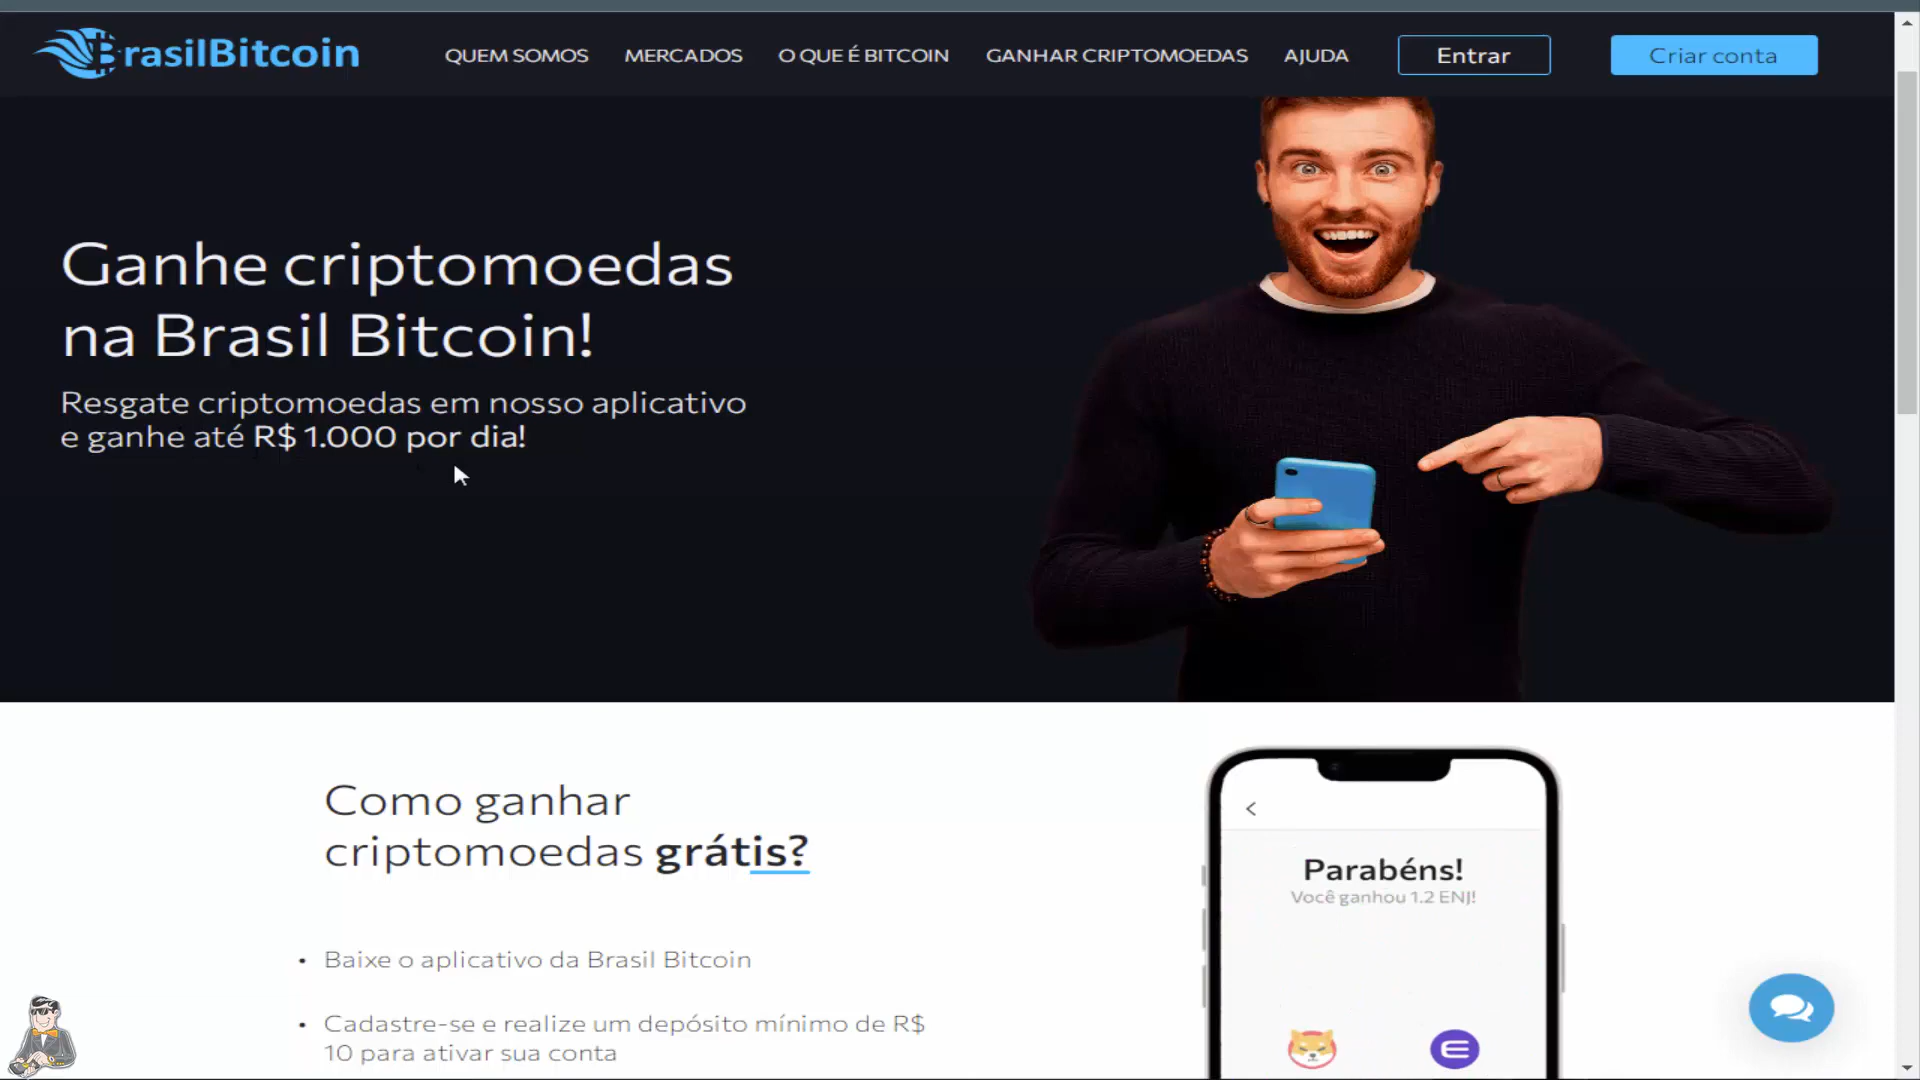 BrasilBitcoin
QUEM SOMOS
MERCADOS
O QUE É BITCOIN
GANHAR CRIPTOMOEDAS
AJUDA
Entrar
Criar conta
Ganhe criptomoedas
na Brasil Bitcoin!
Resgate criptomoedas em nosso aplicativo
e ganhe até R$ 1.000 por dia!
Como ganhar
criptomoedas grátis?
• Baixe o aplicativo da Brasil Bitcoin
• Cadastre-se e realize um depósito mínimo de R$
10 para ativar sua conta
Parabéns!
Você ganhou 1.2 ENJ!